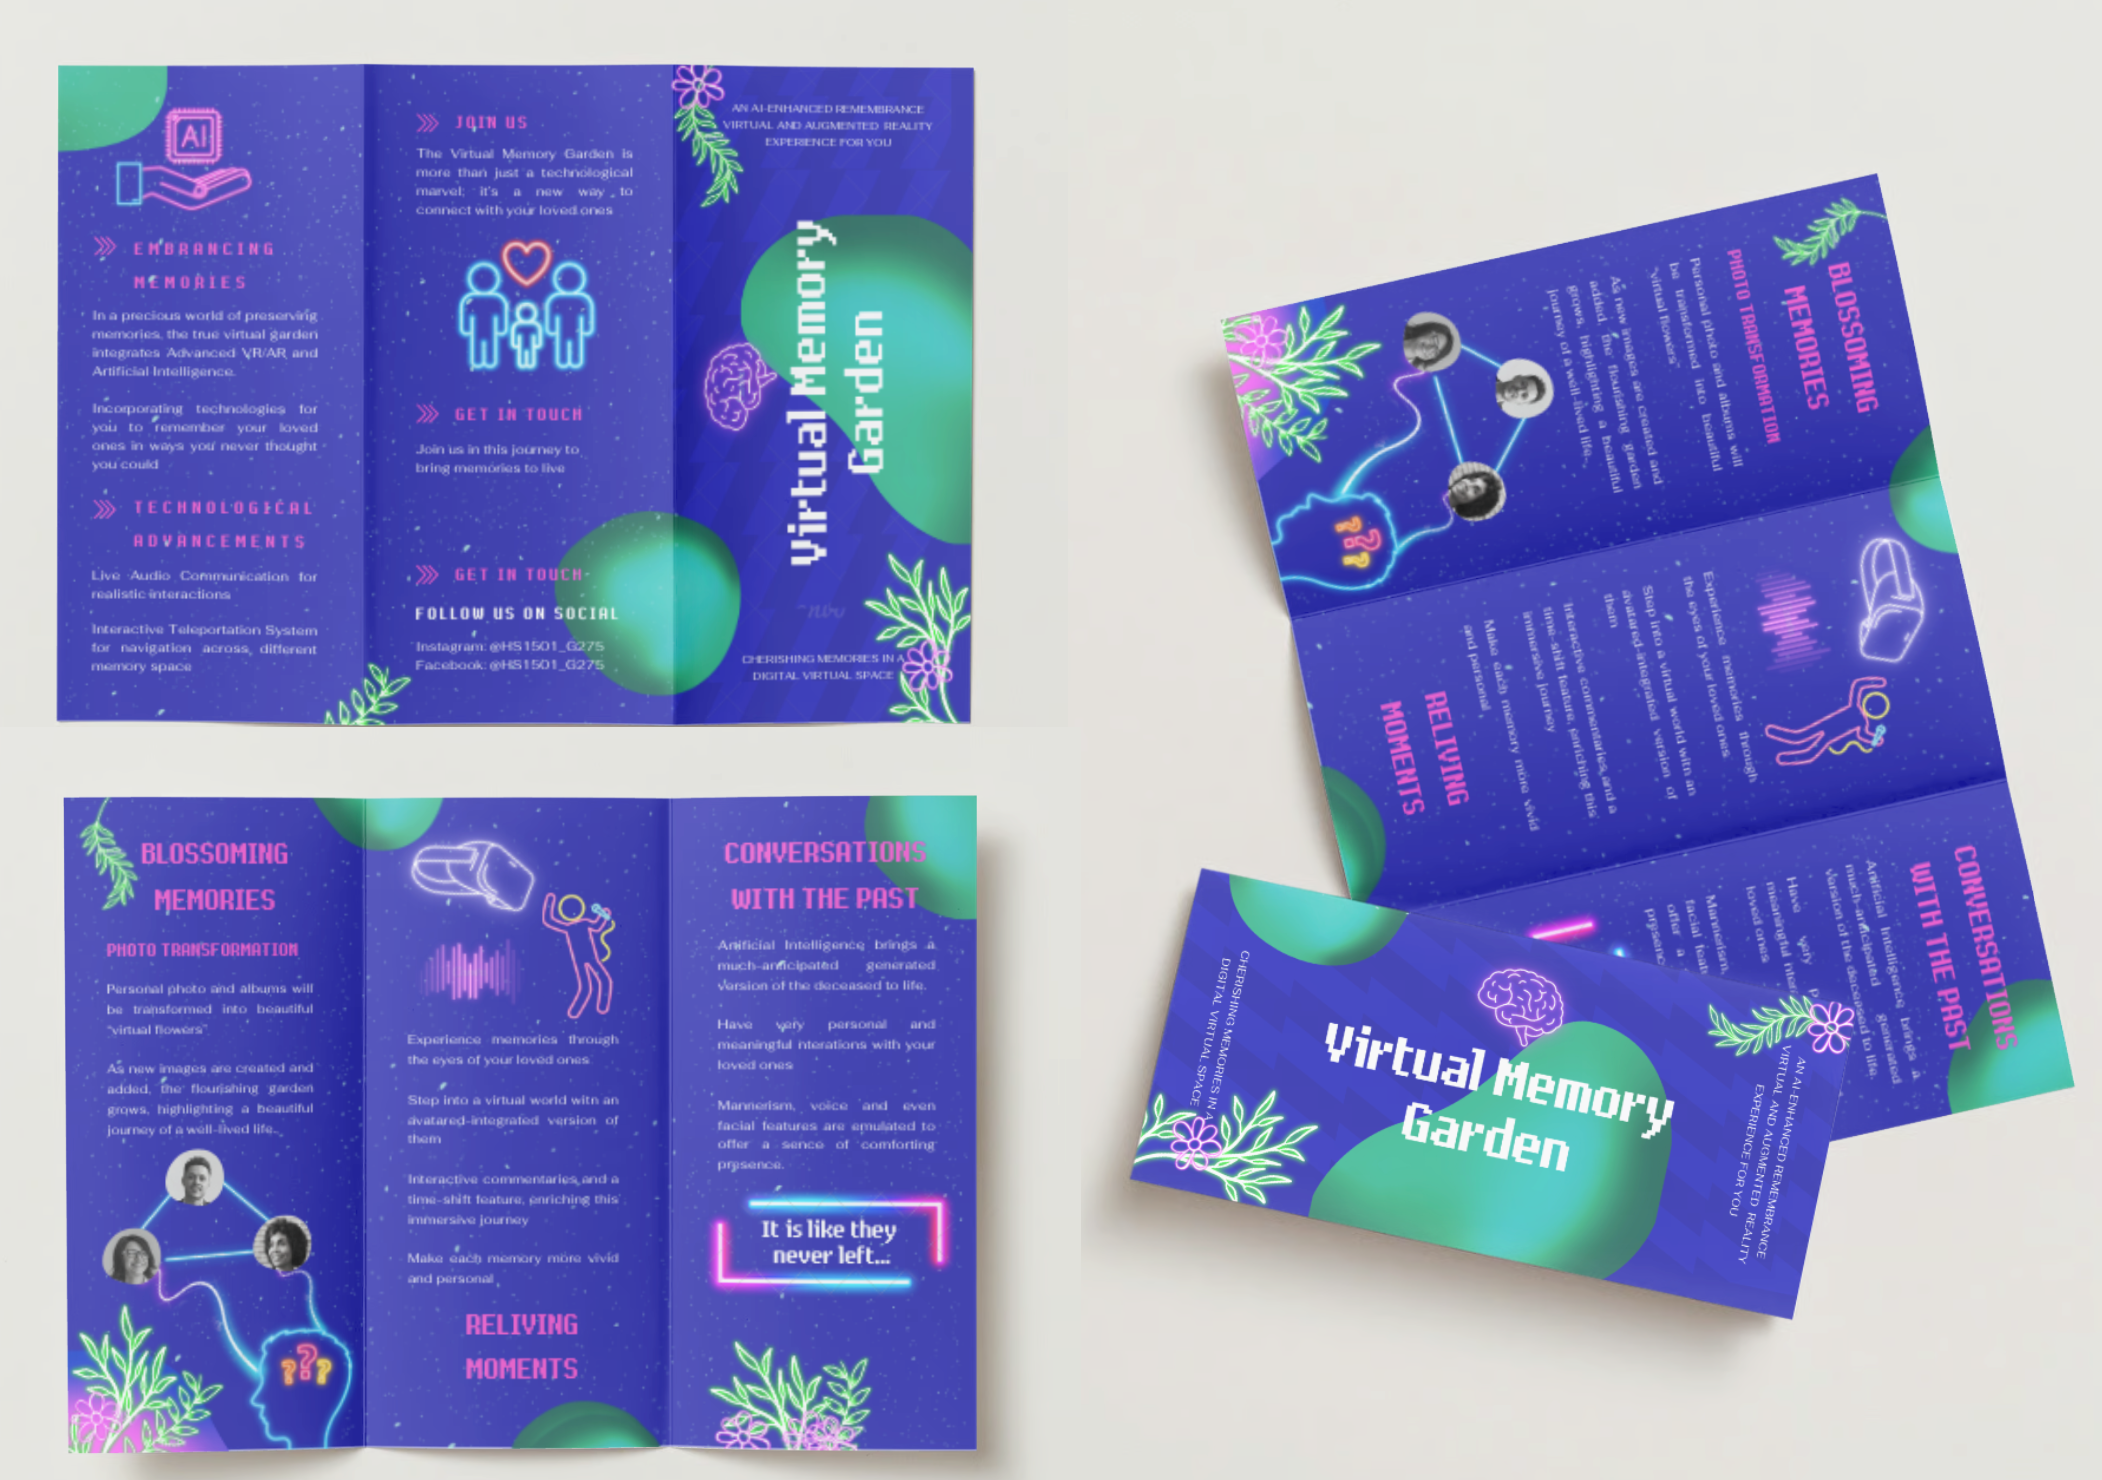 AI
EMBRANCING
MEMORIES
In a precious world of preserving
memories, the true virtual garden
integrates Advanced VR/AR and
Artificial Intelligence.
Incorporating technologies for
you to remember your loved
ones in ways you never thought
you could
TECHNOLOGICAL
ADVANCEMENTS
Live Audio Communication for
realistic interactions
Interactive Teleportation System
for navigation across, different
memory space
JOIN US
The Virtual Memory Garden is
more than just a technological
marvel; it's a new way to
connect with your loved ones
GET IN TOUCH
Join us in this journey to
bring memories to live
GET IN TOUCH
FOLLOW US ON SOCIAL
Instagram: @HS1501_G275
Facebook: @HS1501_G275
AN AI-ENHANCED REMEMBRANCE
VIRTUAL AND AUGMENTED REALITY
EXPERIENCE FOR YOU
Virtual Memory
Garden
CHERISHING MEMORIES IN A
DIGITAL VIRTUAL SPACE
BLOSSOMING
MEMORIES
PHOTO TRANSFORMATION
Personal photo and albums will
be transformed into beautiful
"virtual flowers"
As new images are created and
added, the flourishing garden
grows, highlighting a beautiful
journey of a well-lived life..
???
Experience memories through
the eyes of your loved ones
Step into a virtual world witn an
avatared-integrated version of
them
Interactive commentaries and a
time-shift feature, enriching this
immersive journey
Make each memory more vivid
and personal
RELIVING
MOMENTS
CONVERSATIONS
WITH THE PAST
Artificial Intelligence brings a
much-anticipated generated
version of the deceased to life.
Have very personal and
meaningful nterations with your
loved ones
Mannerism, voice and even
facial features are emulated to
offer a sence of comforting
presence.
It is like they
never left...
BLOSSOMING
MEMORIES
PHOTO TRANSFORMATION
Personal photo and albums will
be transformed into beautiful
"virtual flowers"
As new images are created and
added, the flourishing garden
grows, highlighting a beautiful
journey of a well-lived life..
???
Experience memories through
the eyes of your loved ones
Step into a virtual world with an
avatared-integrated version of
them
Interactive commentaries and a
time-shift feature, enriching this
immersive journey
Make each memory more vivid
and personal
RELIVING
MOMENTS
CONVERSATIONS
WITH THE PAST
Artificial Intelligence brings a
much-anticipated generated
version of the deceased to life.
Have very p
meaningful nterat
loved ones
Mannerism,
facial feat
offer a
presenc
CHERISHING MEMORIES IN A
DIGITAL VIRTUAL SPACE
Virtual Memory
Garden
AN AI-ENHANCED REMEMBRANCE
VIRTUAL AND AUGMENTED REALITY
EXPERIENCE FOR YOU